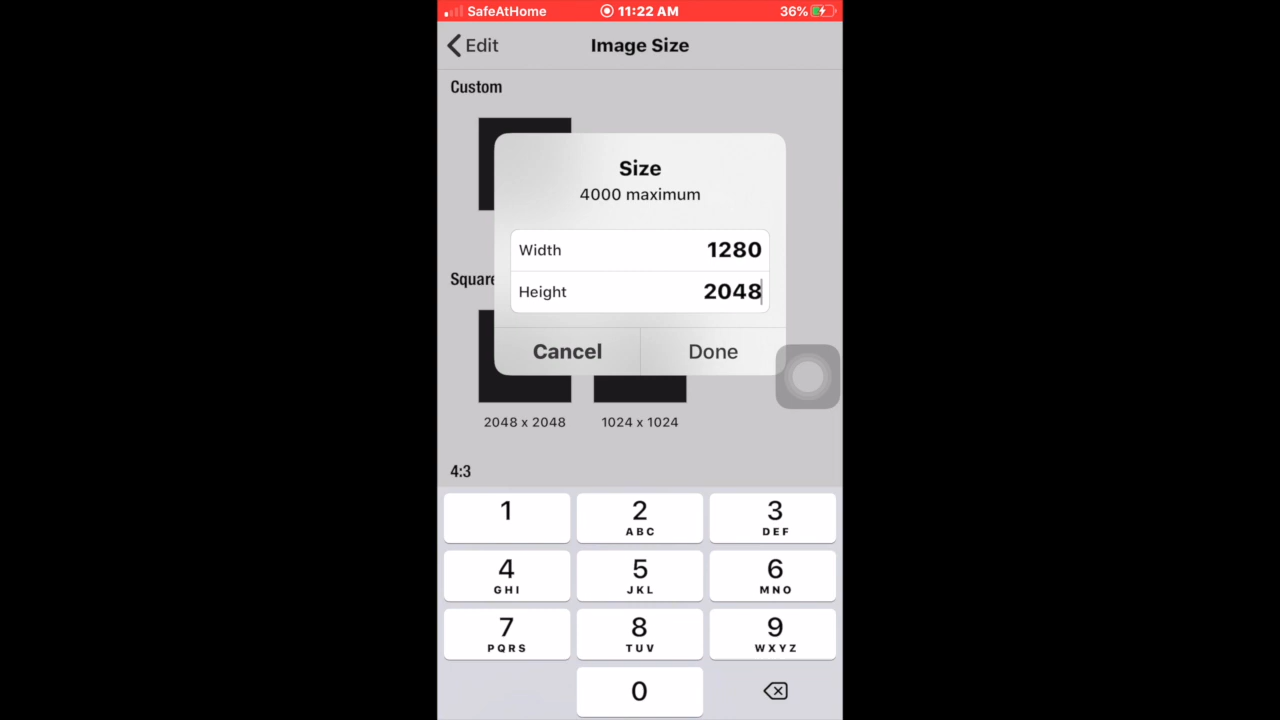 SafeAtHome 11:22 AM 36%
Edit Image Size
Custom
Size
4000 maximum
Width 1280
Height 2048
Square
Cancel Done
2048 x 2048 1024 x 1024
4:3
1 2 3
ABC DEF
4 5 6
GHI JKL MNO
7 8 9
PQRS TUV WXYZ
0